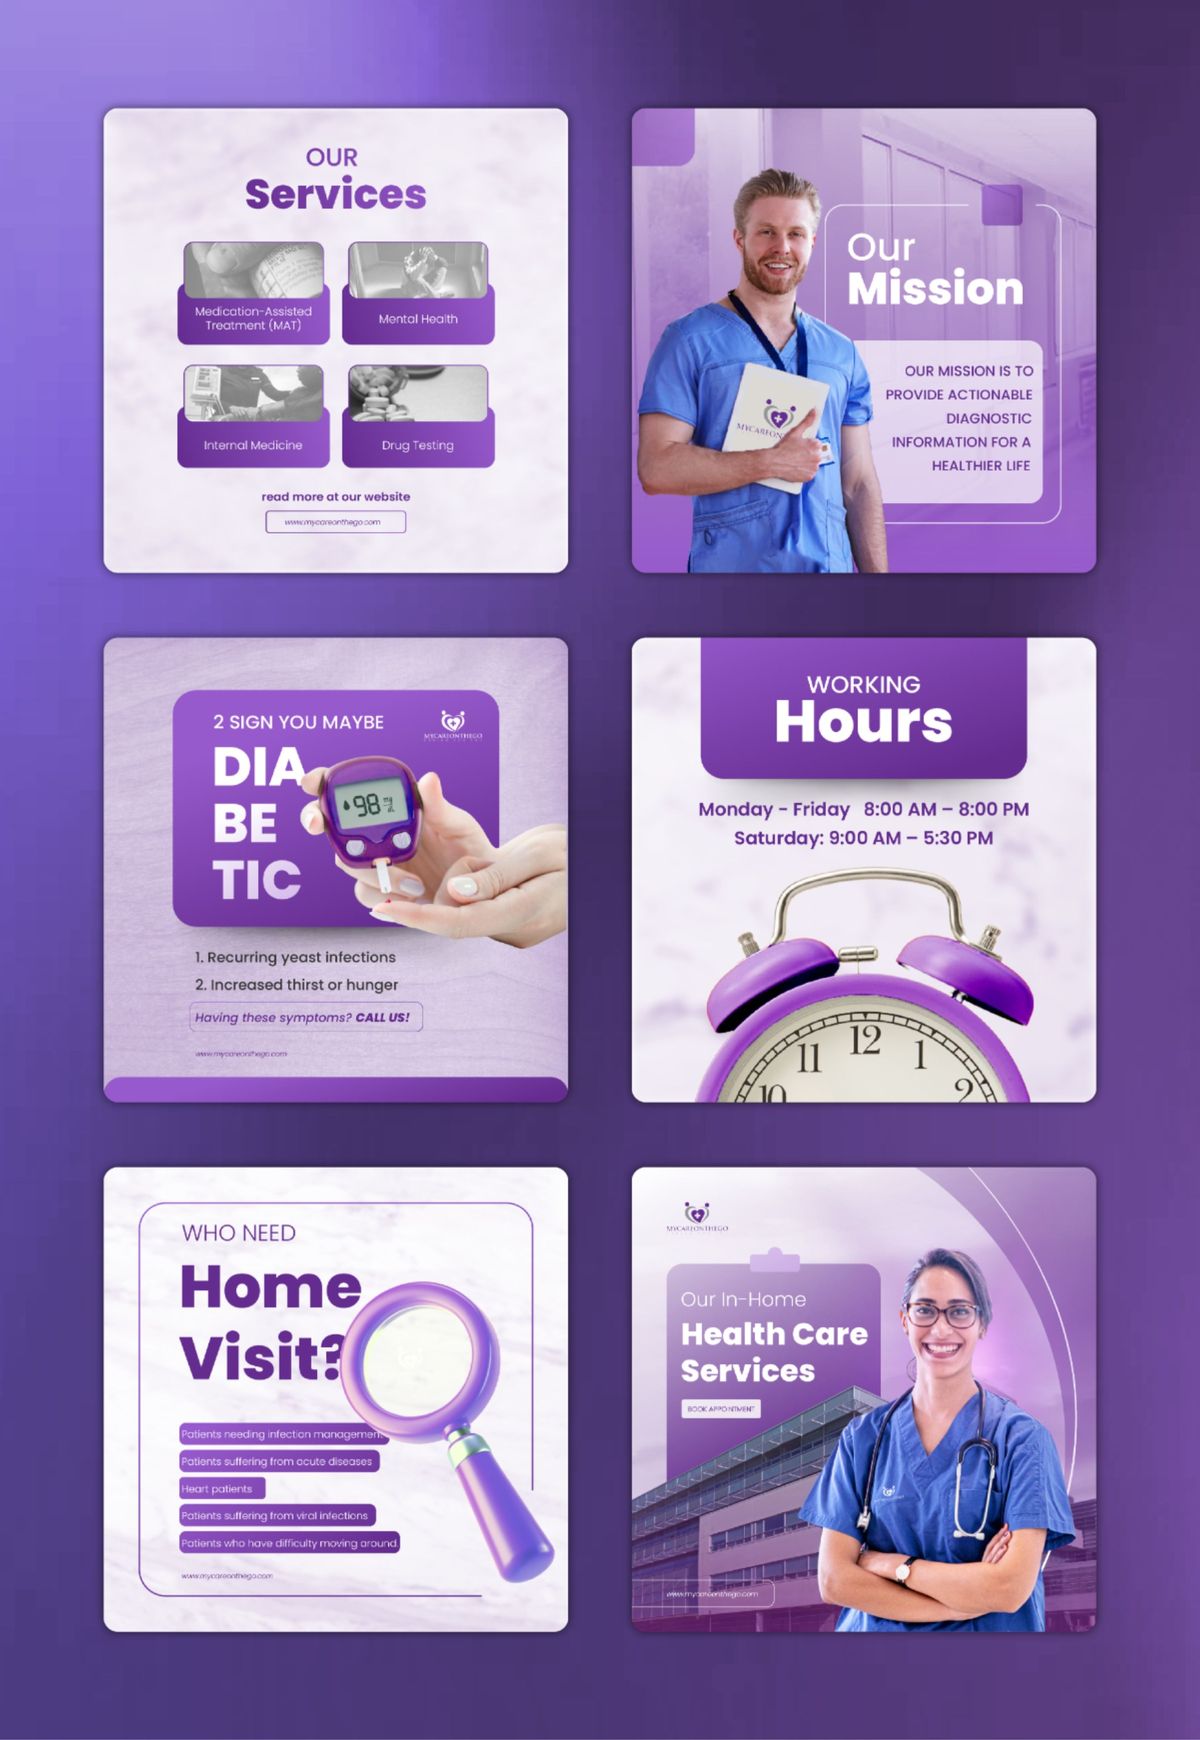 OUR
Services
Medication-Assisted
Treatment (MAT)
Mental Health
Internal Medicine
Drug Testing
read more at our website
www.mycareonthego.com
Our
Mission
OUR MISSION IS TO
PROVIDE ACTIONABLE
DIAGNOSTIC
INFORMATION FOR A
HEALTHIER LIFE
MYCAREON
2 SIGN YOU MAYBE
MYCAREONTHEGO
DIA
BE
TIC
98 mg/dL
1. Recurring yeast infections
2. Increased thirst or hunger
Having these symptoms? CALL US!
www.mycareonthego.com
WORKING
Hours
Monday - Friday 8:00 AM – 8:00 PM
Saturday: 9:00 AM – 5:30 PM
10 11 12 1 2
WHO NEED
Home
Visit?
Patients needing infection management
Patients suffering from acute diseases
Heart patients
Patients suffering from viral infections
Patients who have difficulty moving around.
www.mycareonthego.com
MYCAREONTHEGO
Our In-Home
Health Care
Services
BOOK APPOINTMENT
www.mycareonthego.com